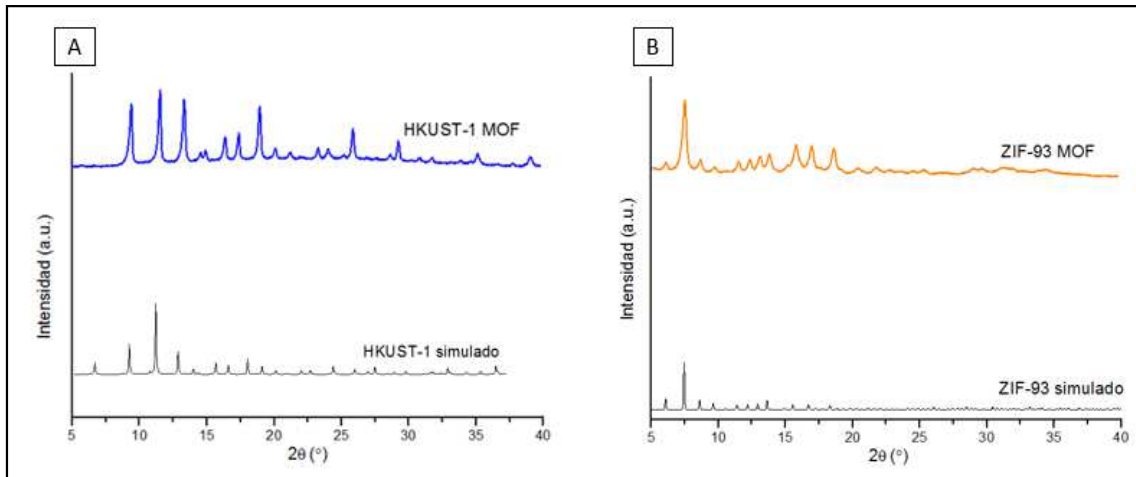 A
HKUST-1 MOF
HKUST-1 simulado
Intensidad (a.u.)
5 10 15 20 25 30 35 40
2θ (°)
B
ZIF-93 MOF
ZIF-93 simulado
Intensidad (a.u.)
5 10 15 20 25 30 35 40
2θ (°)